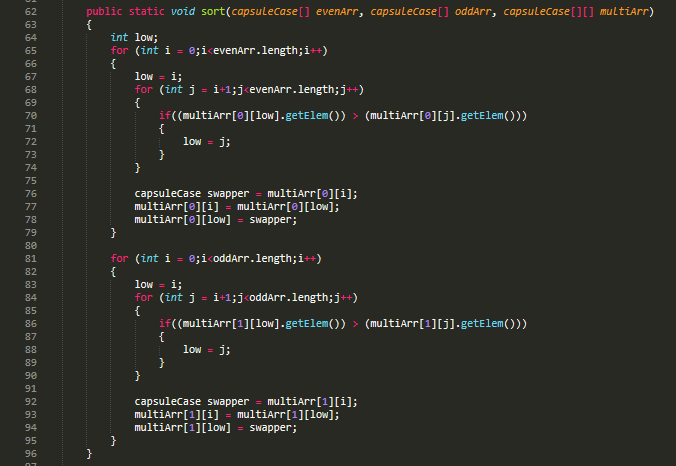 62 public static void sort(capsuleCase[] evenArr, capsuleCase[] oddArr, capsuleCase[][] multiArr)
63 {
64 int low;
65 for (int i = 0;i<evenArr.length;i++)
66 {
67 low = i;
68 for (int j = i+1;j<evenArr.length;j++)
69 {
70 if((multiArr[0][low].getElem()) > (multiArr[0][j].getElem()))
71 {
72 low = j;
73 }
74 }
75
76 capsuleCase swapper = multiArr[0][i];
77 multiArr[0][i] = multiArr[0][low];
78 multiArr[0][low] = swapper;
79 }
80
81 for (int i = 0;i<oddArr.length;i++)
82 {
83 low = i;
84 for (int j = i+1;j<oddArr.length;j++)
85 {
86 if((multiArr[1][low].getElem()) > (multiArr[1][j].getElem()))
87 {
88 low = j;
89 }
90 }
91
92 capsuleCase swapper = multiArr[1][i];
93 multiArr[1][i] = multiArr[1][low];
94 multiArr[1][low] = swapper;
95 }
96 }